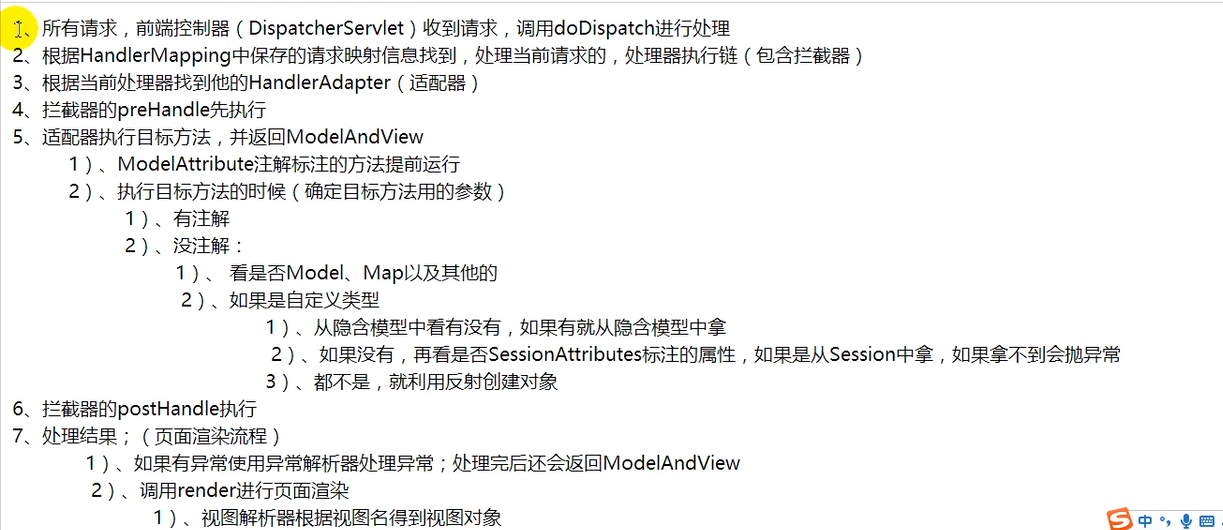 1、所有请求，前端控制器（DispatcherServlet）收到请求，调用doDispatch进行处理
2、根据HandlerMapping中保存的请求映射信息找到，处理当前请求的，处理器执行链（包含拦截器）
3、根据当前处理器找到他的HandlerAdapter（适配器）
4、拦截器的preHandle先执行
5、适配器执行目标方法，并返回ModelAndView
1）、ModelAttribute注解标注的方法提前运行
2）、执行目标方法的时候（确定目标方法用的参数）
1）、有注解
2）、没注解：
1）、 看是否Model、Map以及其他的
2）、如果是自定义类型
1）、从隐含模型中看有没有，如果有就从隐含模型中拿
2）、如果没有，再看是否SessionAttributes标注的属性，如果是从Session中拿，如果拿不到会抛异常
3）、都不是，就利用反射创建对象
6、拦截器的postHandle执行
7、处理结果；（页面渲染流程）
1）、如果有异常使用异常解析器处理异常；处理完后还会返回ModelAndView
2）、调用render进行页面渲染
1）、视图解析器根据视图名得到视图对象
S 中